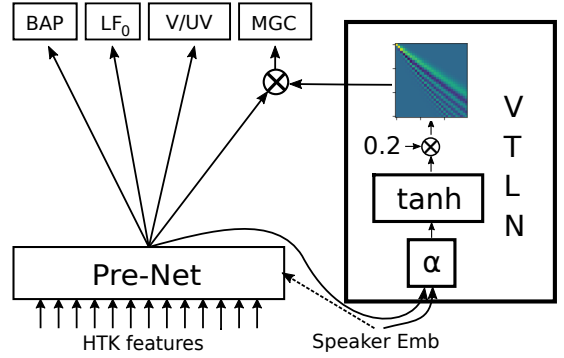 BAP LF0 V/UV MGC
V
T
L
N
0.2
tanh
Pre-Net
α
HTK features
Speaker Emb